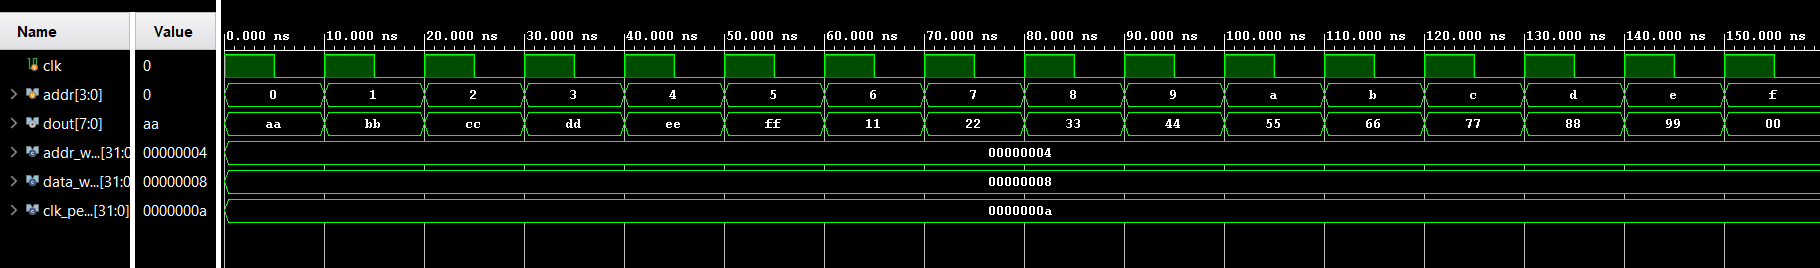 Name Value 0.000 ns 10.000 ns 20.000 ns 30.000 ns 40.000 ns 50.000 ns 60.000 ns 70.000 ns 80.000 ns 90.000 ns 100.000 ns 110.000 ns 120.000 ns 130.000 ns 140.000 ns 150.000 ns
clk 0
addr[3:0] 0 0 1 2 3 4 5 6 7 8 9 a b c d e f
dout[7:0] aa aa bb cc dd ee ff 11 22 33 44 55 66 77 88 99 00
addr_w...[31:0 00000004 00000004
data_w...[31:0 00000008 00000008
clk_pe...[31:0] 0000000a 0000000a